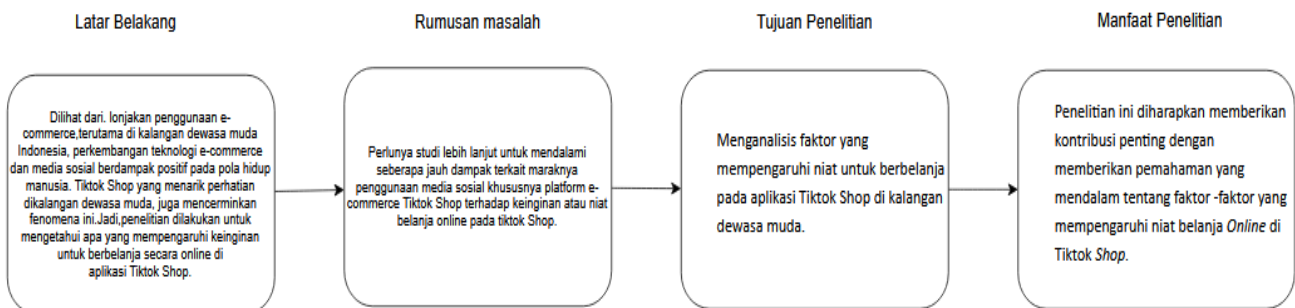 Latar Belakang
Rumusan masalah
Tujuan Penelitian
Manfaat Penelitian
Dilihat dari. lonjakan penggunaan e-
commerce,terutama di kalangan dewasa muda
Indonesia, perkembangan teknologi e-commerce
dan media sosial berdampak positif pada pola hidup
manusia. Tiktok Shop yang menarik perhatian
dikalangan dewasa muda, juga mencerminkan
fenomena ini.Jadi,penelitian dilakukan untuk
mengetahui apa yang mempengaruhi keinginan
untuk berbelanja secara online di
aplikasi Tiktok Shop.
Perlunya studi lebih lanjut untuk mendalami
seberapa jauh dampak terkait maraknya
penggunaan media sosial khususnya platform e-
commerce Tiktok Shop terhadap keinginan atau niat
belanja online pada tiktok Shop.
Menganalisis faktor yang
mempengaruhi niat untuk berbelanja
pada aplikasi Tiktok Shop di kalangan
dewasa muda.
Penelitian ini diharapkan memberikan
kontribusi penting dengan
memberikan pemahaman yang
mendalam tentang faktor -faktor yang
mempengaruhi niat belanja Online di
Tiktok Shop.